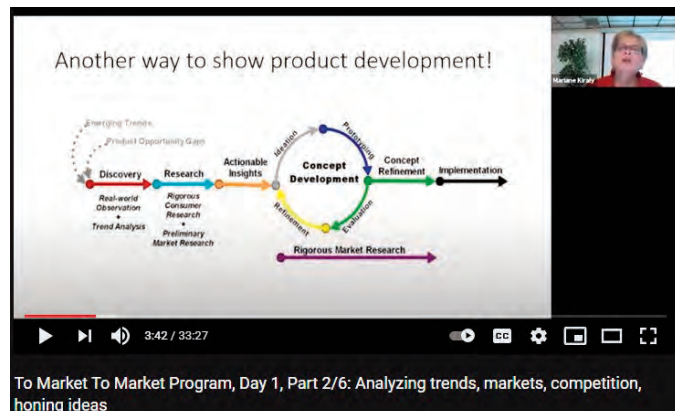 Another way to show product development!
Mariane Kiraly
Emerging Trends
Product Opportunity Gaps
Discovery
Real-world
Observation
+
Trend Analysis
Research
Rigorous
Consumer
Research
+
Preliminary
Market Research
Actionable
Insights
Ideation
Prototyping
Concept
Development
Refinement
Evaluation
Concept
Refinement
Implementation
Rigorous Market Research
3:42 / 33:27
CC
To Market To Market Program, Day 1, Part 2/6: Analyzing trends, markets, competition,
honing ideas